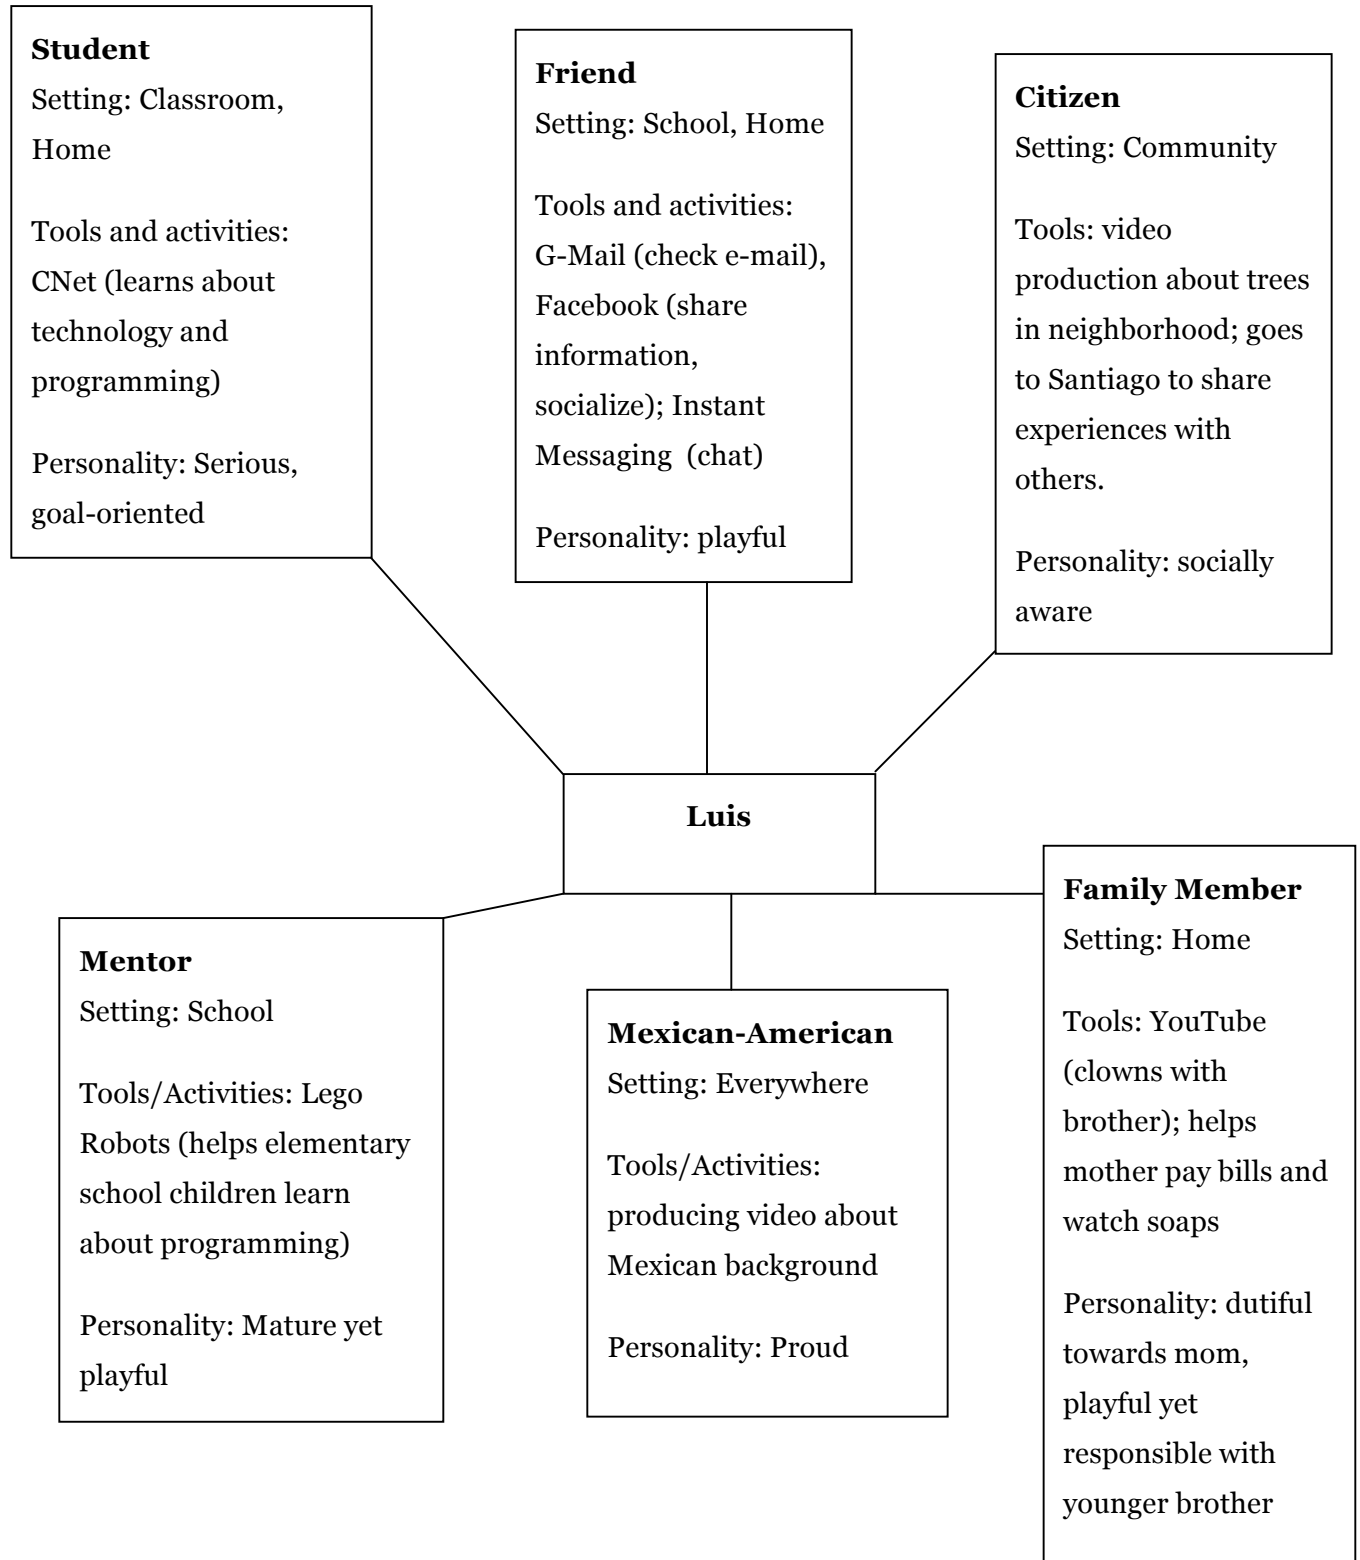 Student
Setting: Classroom,
Home
Tools and activities:
CNet (learns about
technology and
programming)
Personality: Serious,
goal-oriented
Friend
Setting: School, Home
Tools and activities:
G-Mail (check e-mail),
Facebook (share
information,
socialize); Instant
Messaging  (chat)
Personality: playful
Citizen
Setting: Community
Tools: video
production about trees
in neighborhood; goes
to Santiago to share
experiences with
others.
Personality: socially
aware
Luis
Mentor
Setting: School
Tools/Activities: Lego
Robots (helps elementary
school children learn
about programming)
Personality: Mature yet
playful
Mexican-American
Setting: Everywhere
Tools/Activities:
producing video about
Mexican background
Personality: Proud
Family Member
Setting: Home
Tools: YouTube
(clowns with
brother); helps
mother pay bills and
watch soaps
Personality: dutiful
towards mom,
playful yet
responsible with
younger brother